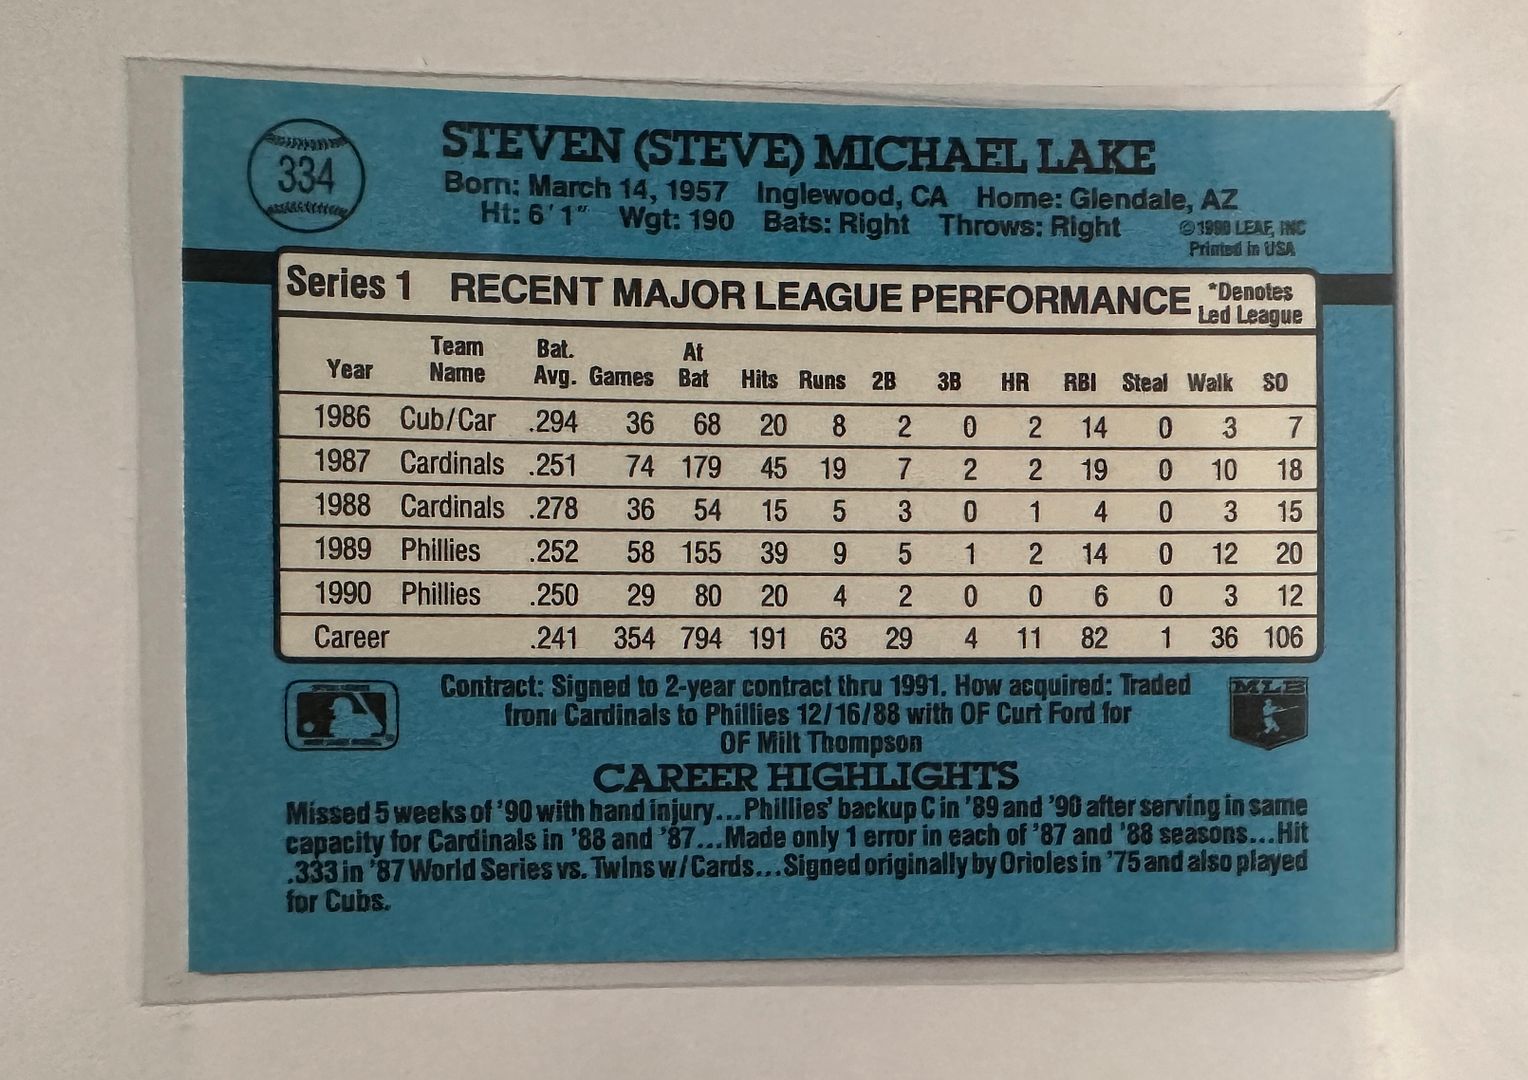 334
STEVEN (STEVE) MICHAEL LAKE
Born: March 14, 1957 Inglewood, CA Home: Glendale, AZ
Ht: 6' 1" Wgt: 190 Bats: Right Throws: Right
©1990 LEAF, INC
Printed in USA
Series 1 RECENT MAJOR LEAGUE PERFORMANCE *Denotes
Led League
Year Team Name Bat. Avg. Games At Bat Hits Runs 2B 3B HR RBI Steal Walk SO
1986 Cub/Car .294 36 68 20 8 2 0 2 14 0 3 7
1987 Cardinals .251 74 179 45 19 7 2 2 19 0 10 18
1988 Cardinals .278 36 54 15 5 3 0 1 4 0 3 15
1989 Phillies .252 58 155 39 9 5 1 2 14 0 12 20
1990 Phillies .250 29 80 20 4 2 0 0 6 0 3 12
Career .241 354 794 191 63 29 4 11 82 1 36 106
Contract: Signed to 2-year contract thru 1991. How acquired: Traded
from Cardinals to Phillies 12/16/88 with OF Curt Ford for
OF Milt Thompson
MLB
CAREER HIGHLIGHTS
Missed 5 weeks of '90 with hand injury...Phillies' backup C in '89 and '90 after serving in same
capacity for Cardinals in '88 and '87...Made only 1 error in each of '87 and '88 seasons...Hit
.333 in '87 World Series vs. Twins w/Cards...Signed originally by Orioles in '75 and also played
for Cubs.